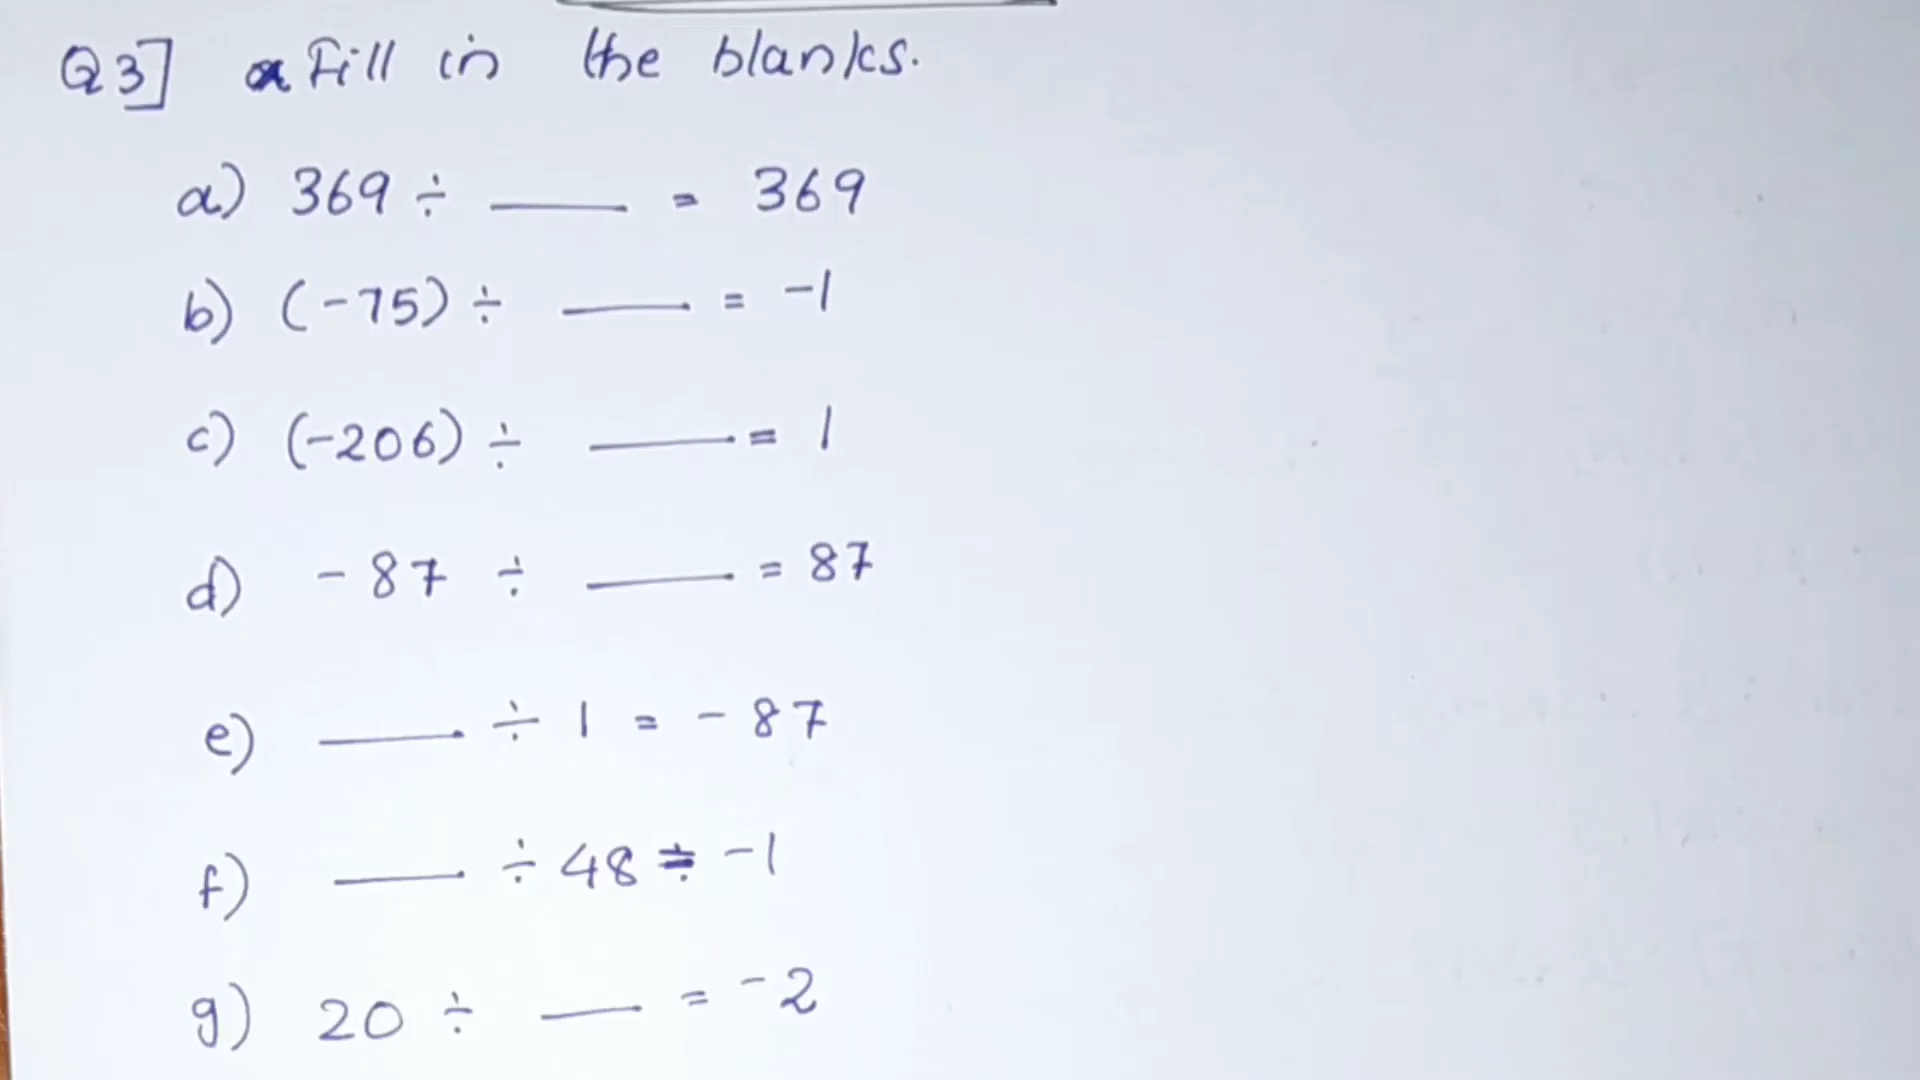 Q3] Fill in the blanks.
a) 369 ÷ ____ = 369
b) (-75) ÷ ____ = -1
c) (-206) ÷ ____ = 1
d) -87 ÷ ____ = 87
e) ____ ÷ 1 = -87
f) ____ ÷ 48 = -1
g) 20 ÷ ____ = -2